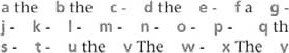 a the b the c - d the e - f a g -
j - k - l - m - n - o - p - q th
s - t - u the v The w - x The y